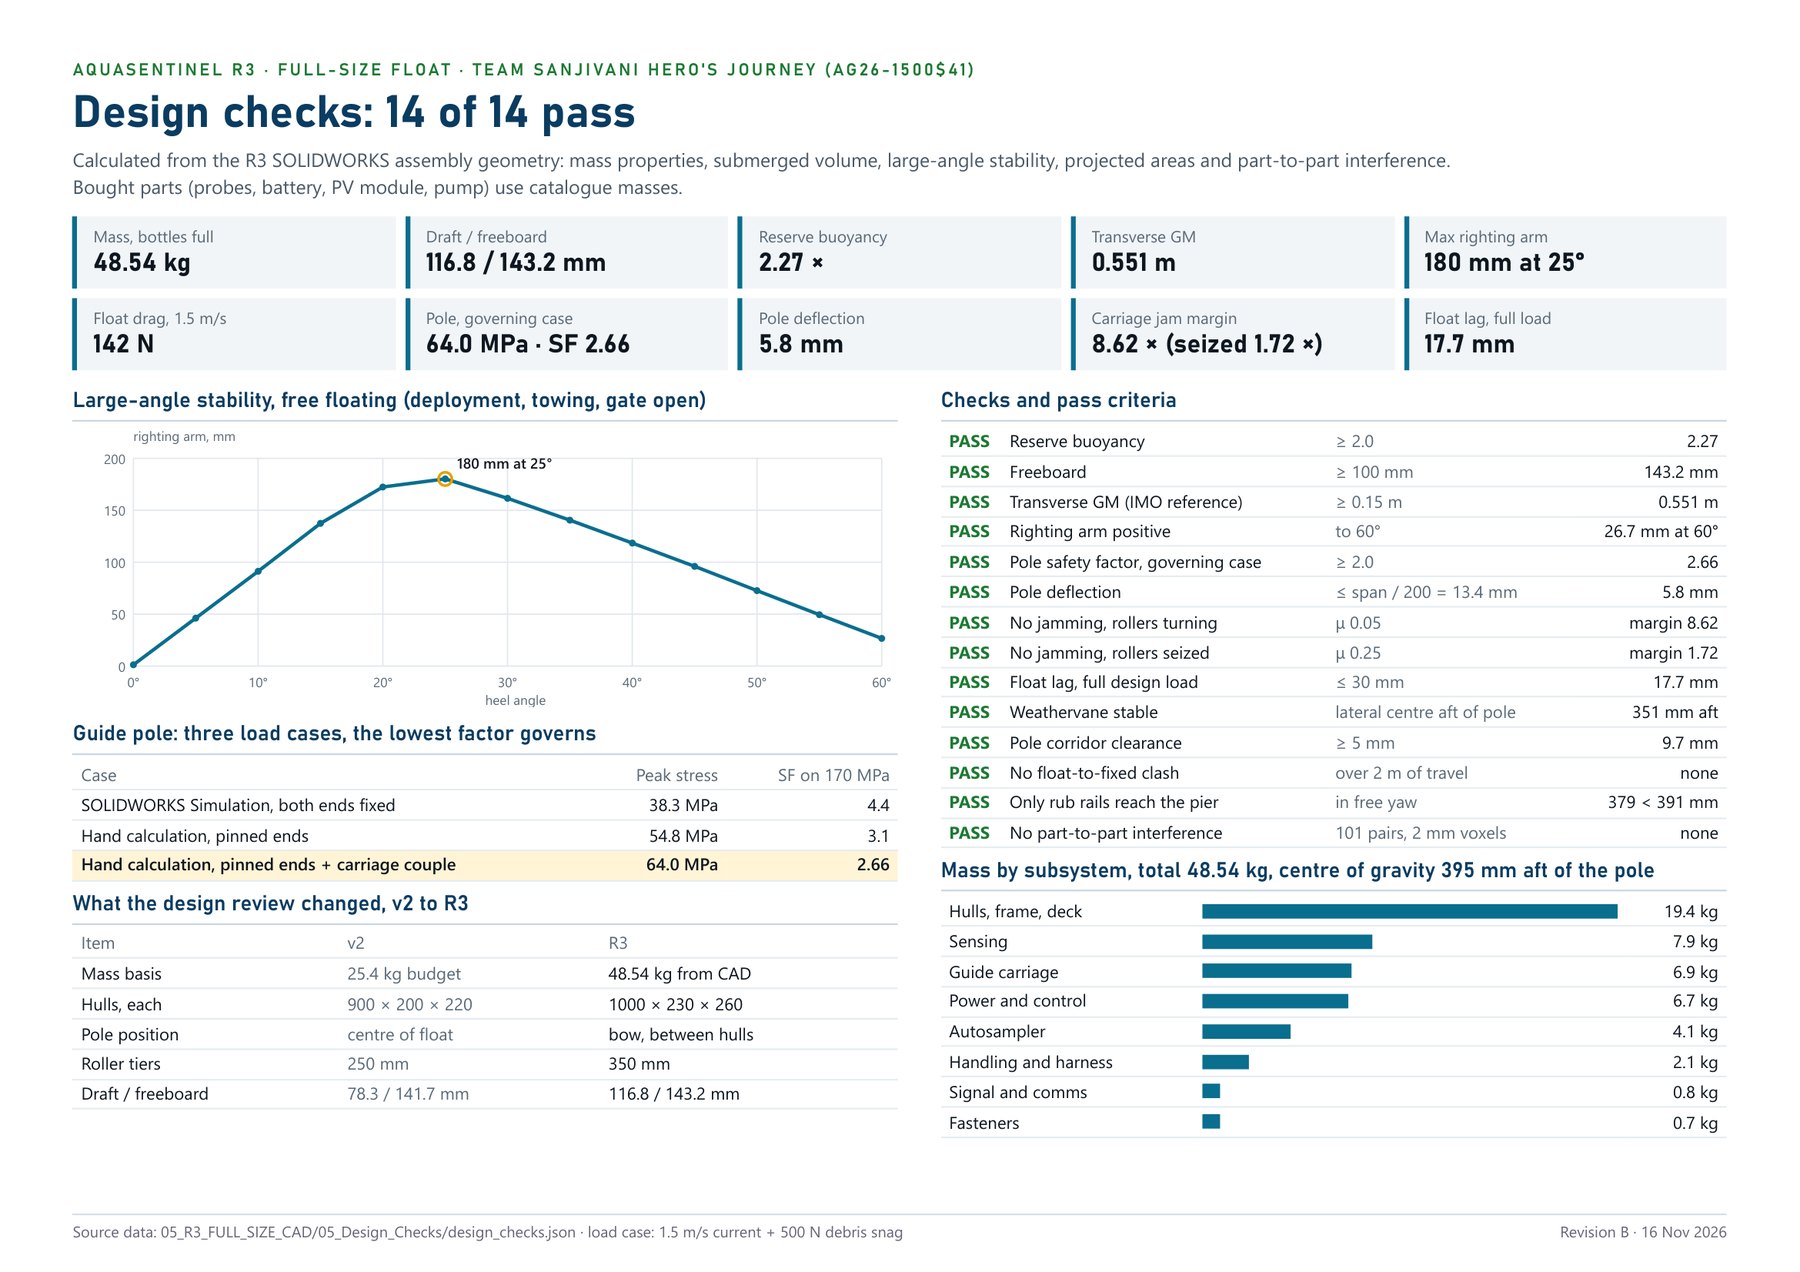 AQUASENTINEL R3 · FULL-SIZE FLOAT · TEAM SANJIVANI HERO'S JOURNEY (AG26-1500$41)
Design checks: 14 of 14 pass
Calculated from the R3 SOLIDWORKS assembly geometry: mass properties, submerged volume, large-angle stability, projected areas and part-to-part interference.
Bought parts (probes, battery, PV module, pump) use catalogue masses.
Mass, bottles full
48.54 kg
Draft / freeboard
116.8 / 143.2 mm
Reserve buoyancy
2.27 ×
Transverse GM
0.551 m
Max righting arm
180 mm at 25°
Float drag, 1.5 m/s
142 N
Pole, governing case
64.0 MPa · SF 2.66
Pole deflection
5.8 mm
Carriage jam margin
8.62 × (seized 1.72 ×)
Float lag, full load
17.7 mm
Large-angle stability, free floating (deployment, towing, gate open)
righting arm, mm
200
150
100
50
0
180 mm at 25°
0° 10° 20° 30° 40° 50° 60°
heel angle
Guide pole: three load cases, the lowest factor governs
Case Peak stress SF on 170 MPa
SOLIDWORKS Simulation, both ends fixed 38.3 MPa 4.4
Hand calculation, pinned ends 54.8 MPa 3.1
Hand calculation, pinned ends + carriage couple 64.0 MPa 2.66
What the design review changed, v2 to R3
Item v2 R3
Mass basis 25.4 kg budget 48.54 kg from CAD
Hulls, each 900 × 200 × 220 1000 × 230 × 260
Pole position centre of float bow, between hulls
Roller tiers 250 mm 350 mm
Draft / freeboard 78.3 / 141.7 mm 116.8 / 143.2 mm
Checks and pass criteria
PASS Reserve buoyancy ≥ 2.0 2.27
PASS Freeboard ≥ 100 mm 143.2 mm
PASS Transverse GM (IMO reference) ≥ 0.15 m 0.551 m
PASS Righting arm positive to 60° 26.7 mm at 60°
PASS Pole safety factor, governing case ≥ 2.0 2.66
PASS Pole deflection ≤ span / 200 = 13.4 mm 5.8 mm
PASS No jamming, rollers turning µ 0.05 margin 8.62
PASS No jamming, rollers seized µ 0.25 margin 1.72
PASS Float lag, full design load ≤ 30 mm 17.7 mm
PASS Weathervane stable lateral centre aft of pole 351 mm aft
PASS Pole corridor clearance ≥ 5 mm 9.7 mm
PASS No float-to-fixed clash over 2 m of travel none
PASS Only rub rails reach the pier in free yaw 379 < 391 mm
PASS No part-to-part interference 101 pairs, 2 mm voxels none
Mass by subsystem, total 48.54 kg, centre of gravity 395 mm aft of the pole
Hulls, frame, deck 19.4 kg
Sensing 7.9 kg
Guide carriage 6.9 kg
Power and control 6.7 kg
Autosampler 4.1 kg
Handling and harness 2.1 kg
Signal and comms 0.8 kg
Fasteners 0.7 kg
Source data: 05_R3_FULL_SIZE_CAD/05_Design_Checks/design_checks.json · load case: 1.5 m/s current + 500 N debris snag
Revision B · 16 Nov 2026